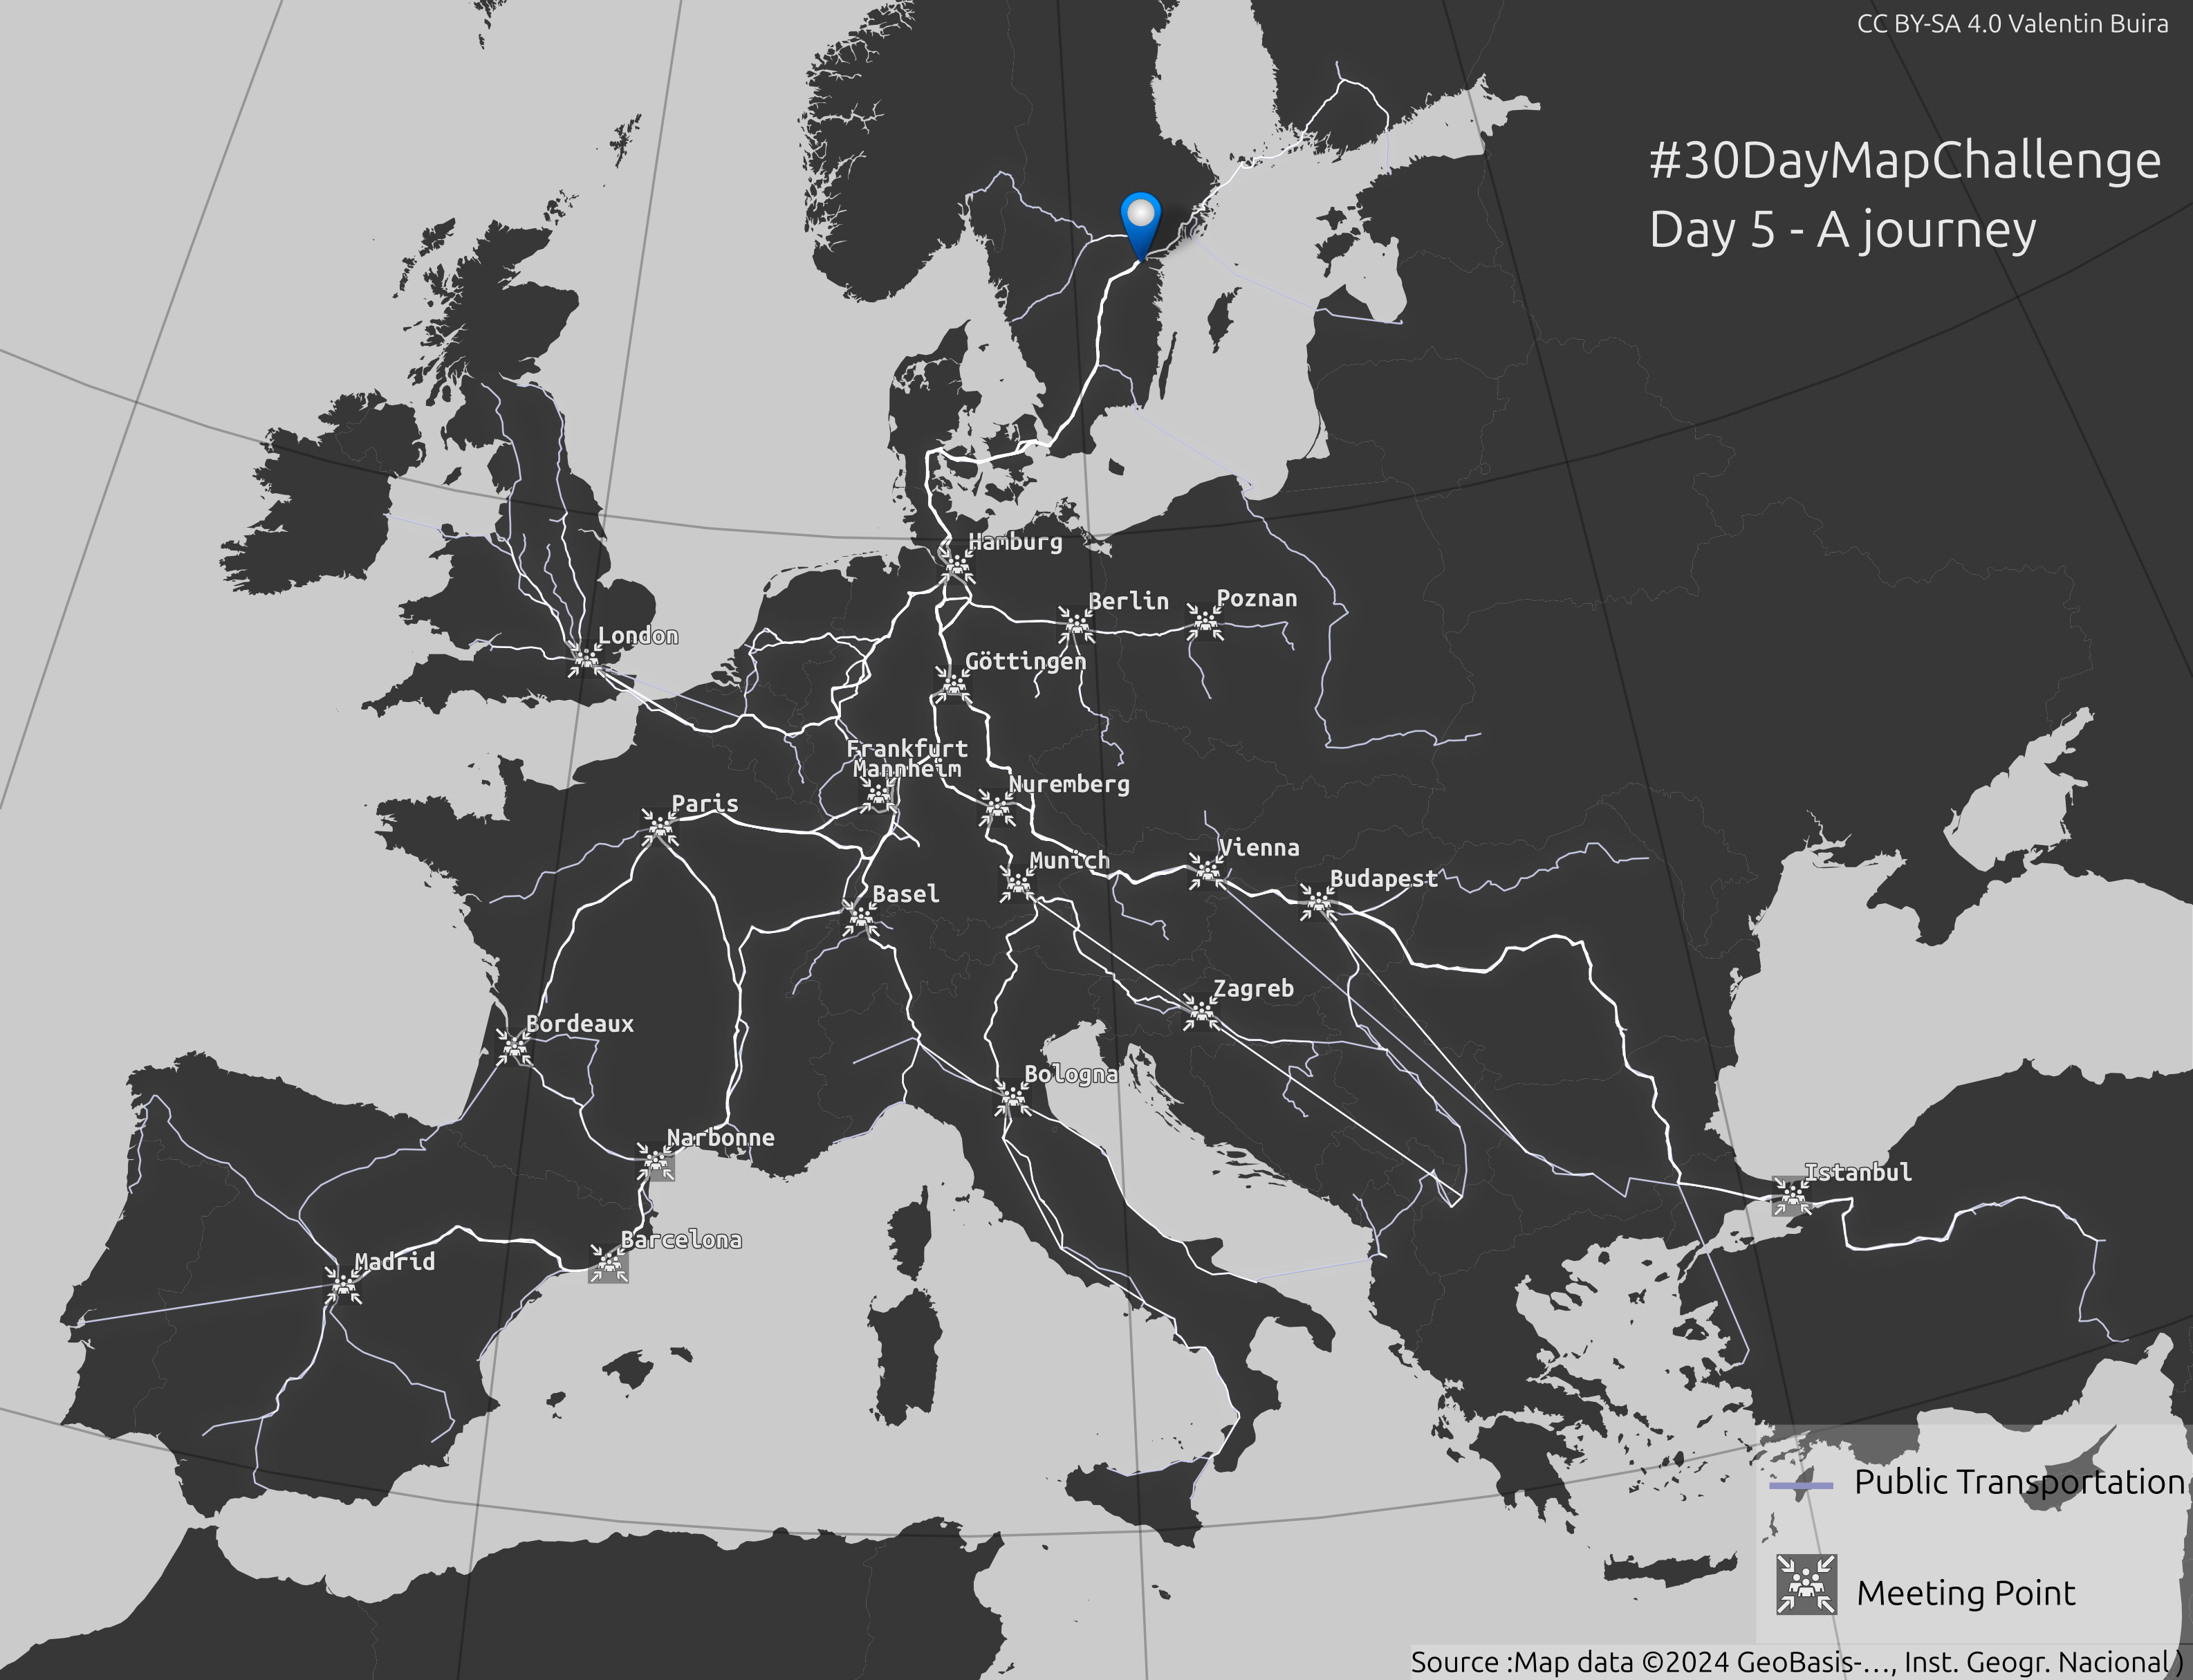 CC BY-SA 4.0 Valentin Buira
#30DayMapChallenge
Day 5 - A journey
Hamburg
Berlin
Poznan
London
Göttingen
Frankfurt
Mannheim
Nuremberg
Paris
Vienna
Munich
Budapest
Basel
Zagreb
Bordeaux
Bologna
Narbonne
Istanbul
Barcelona
Madrid
Public Transportation
Meeting Point
Source :Map data ©2024 GeoBasis-…, Inst. Geogr. Nacional )